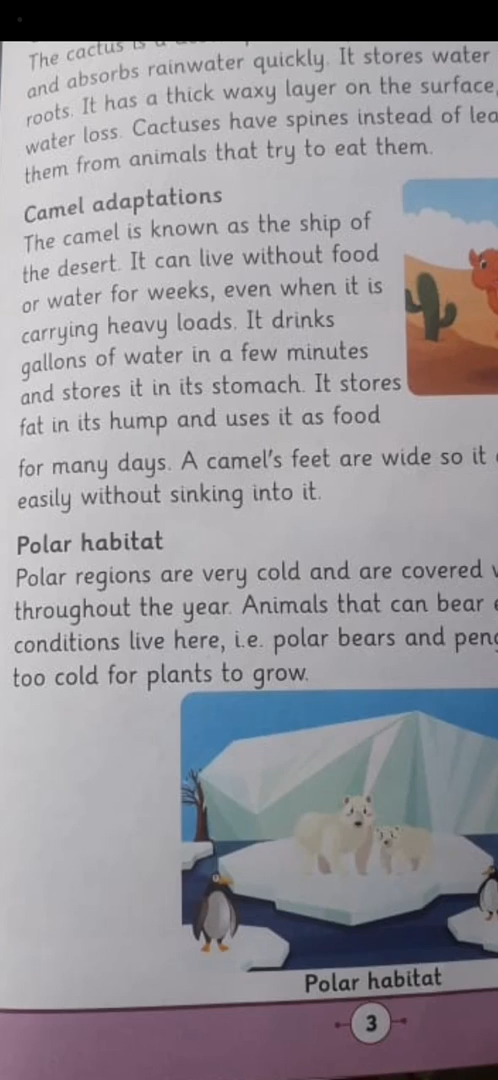 The cactus is a
and absorbs rainwater quickly. It stores water
roots. It has a thick waxy layer on the surface,
water loss. Cactuses have spines instead of
them from animals that try to eat them.
Camel adaptations
The camel is known as the ship of
the desert. It can live without food
or water for weeks, even when it is
carrying heavy loads. It drinks
gallons of water in a few minutes
and stores it in its stomach. It stores
fat in its hump and uses it as food
for many days. A camel's feet are wide so it
easily without sinking into it.
Polar habitat
Polar regions are very cold and are covered
throughout the year. Animals that can bear
conditions live here, i.e. polar bears and
too cold for plants to grow.
Polar habitat
3